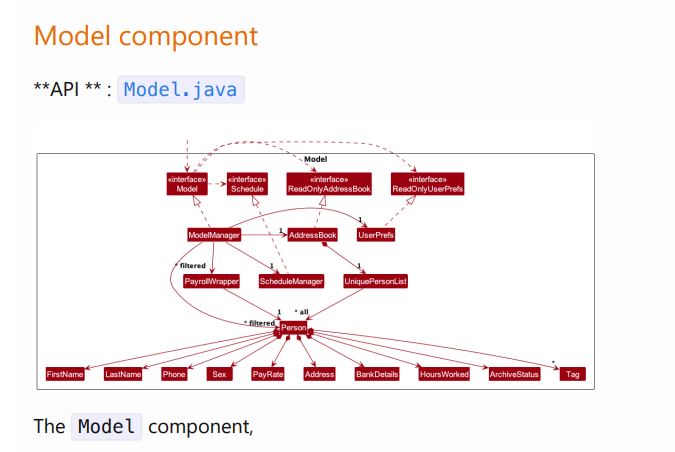 Model component
**API ** : Model.java
Model
«interface» «interface» «interface» «interface»
Model Schedule ReadOnlyAddressBook ReadOnlyUserPrefs
1
ModelManager 1 AddressBook UserPrefs
* filtered 1 1
PayrollWrapper ScheduleManager UniquePersonList
1 * all
* filtered Person
*
FirstName LastName Phone Sex PayRate Address BankDetails HoursWorked ArchiveStatus Tag
The Model component,